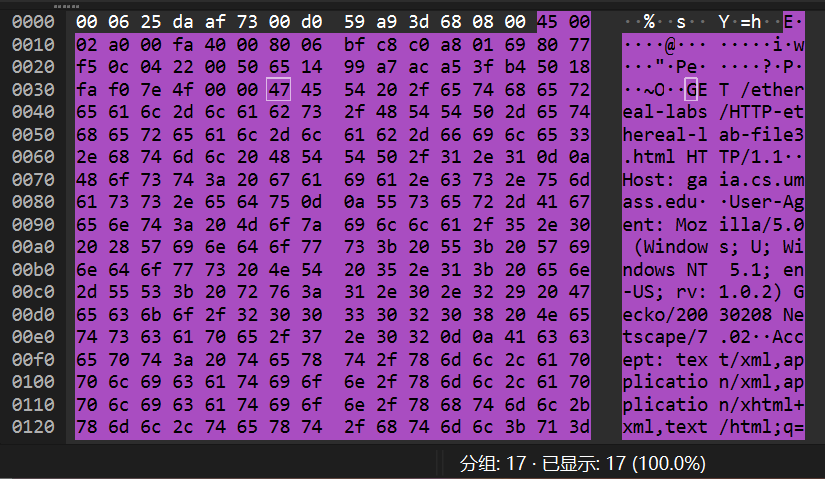 0000 00 06 25 da af 73 00 d0 59 a9 3d 68 08 00 45 00 ··%··s·· Y·=h··E·
0010 02 a0 00 fa 40 00 80 06 bf c8 c0 a8 01 69 80 77 ····@··· ·····i·w
0020 f5 0c 04 22 00 50 65 14 99 a7 ac a5 3f b4 50 18 ···"·Pe· ····?·P·
0030 fa f0 7e 4f 00 00 47 45 54 20 2f 65 74 68 65 72 ··~O··GE T /ether
0040 65 61 6c 2d 6c 61 62 73 2f 48 54 54 50 2d 65 74 eal-labs /HTTP-et
0050 68 65 72 65 61 6c 2d 6c 61 62 2d 66 69 6c 65 33 hereal-l ab-file3
0060 2e 68 74 6d 6c 20 48 54 54 50 2f 31 2e 31 0d 0a .html HT TP/1.1··
0070 48 6f 73 74 3a 20 67 61 69 61 2e 63 73 2e 75 6d Host: ga ia.cs.um
0080 61 73 73 2e 65 64 75 0d 0a 55 73 65 72 2d 41 67 ass.edu· ·User-Ag
0090 65 6e 74 3a 20 4d 6f 7a 69 6c 6c 61 2f 35 2e 30 ent: Moz illa/5.0
00a0 20 28 57 69 6e 64 6f 77 73 3b 20 55 3b 20 57 69 (Window s; U; Wi
00b0 6e 64 6f 77 73 20 4e 54 20 35 2e 31 3b 20 65 6e ndows NT 5.1; en
00c0 2d 55 53 3b 20 72 76 3a 31 2e 30 2e 32 29 20 47 -US; rv: 1.0.2) G
00d0 65 63 6b 6f 2f 32 30 30 33 30 32 30 38 20 4e 65 ecko/200 30208 Ne
00e0 74 73 63 61 70 65 2f 37 2e 30 32 0d 0a 41 63 63 tscape/7 .02··Acc
00f0 65 70 74 3a 20 74 65 78 74 2f 78 6d 6c 2c 61 70 ept: tex t/xml,ap
0100 70 6c 69 63 61 74 69 6f 6e 2f 78 6d 6c 2c 61 70 plicatio n/xml,ap
0110 70 6c 69 63 61 74 69 6f 6e 2f 78 68 74 6d 6c 2b plicatio n/xhtml+
0120 78 6d 6c 2c 74 65 78 74 2f 68 74 6d 6c 3b 71 3d xml,text /html;q=
分组: 17 · 已显示: 17 (100.0%)